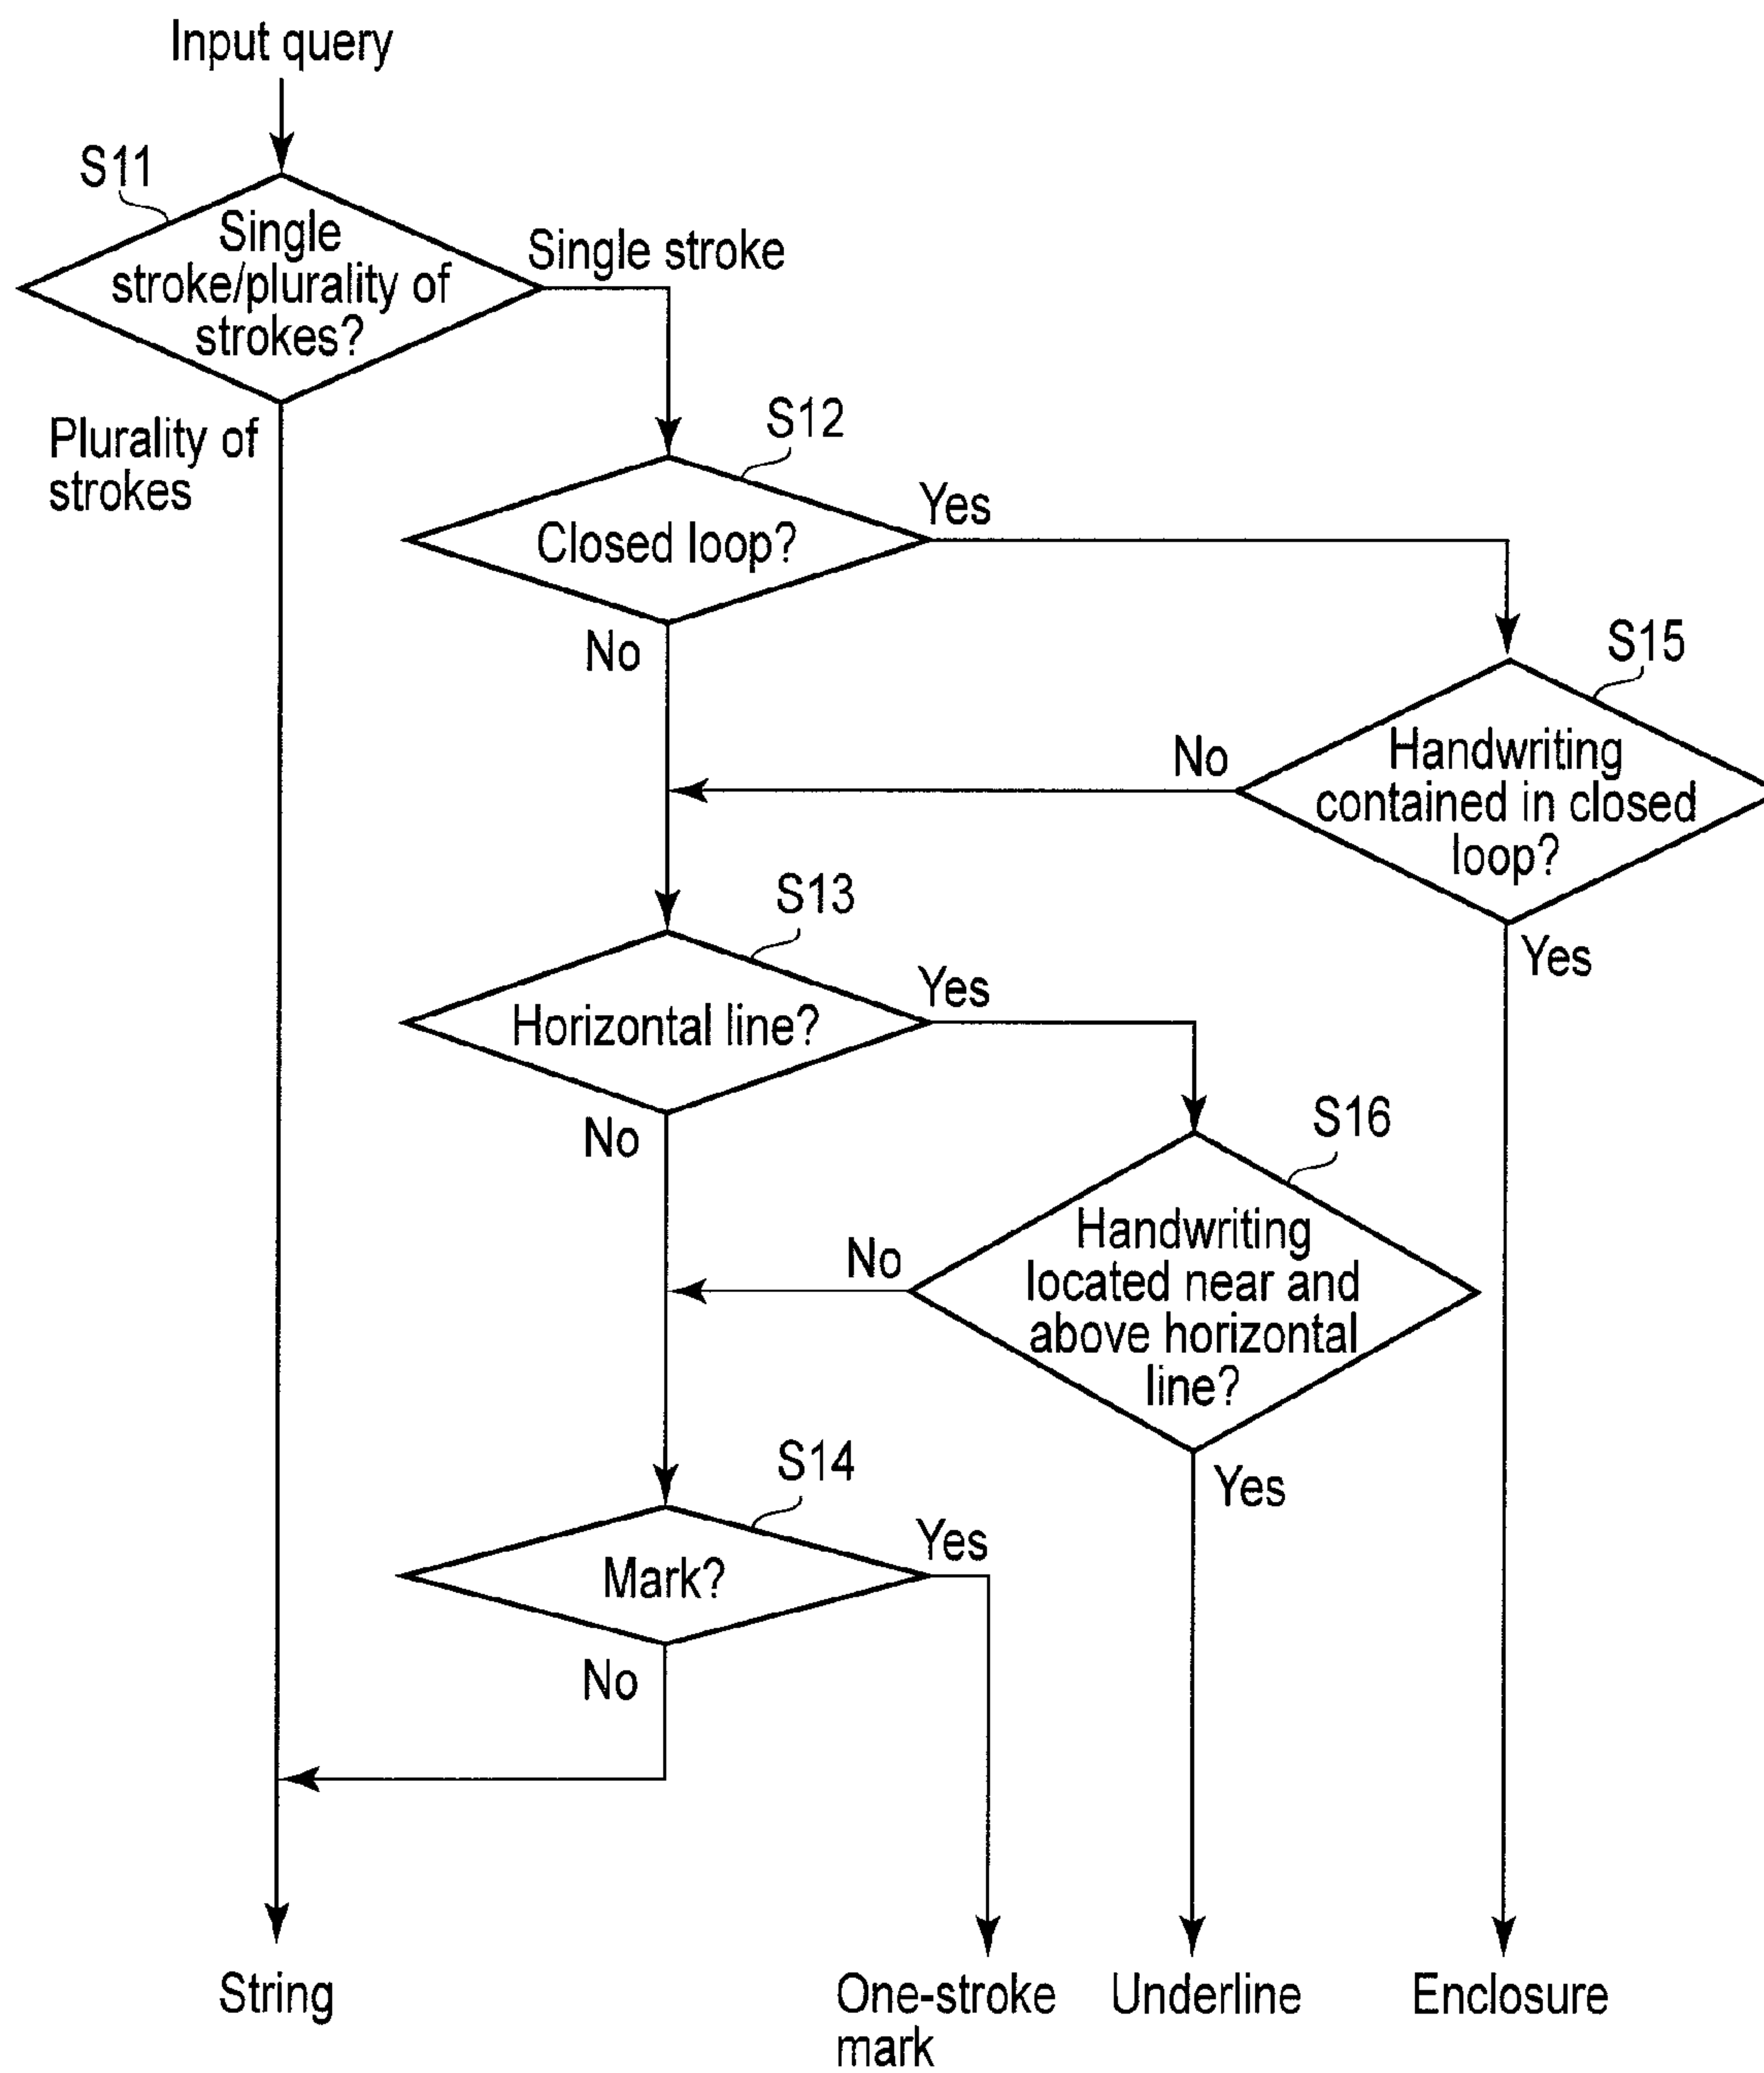 Input query
S11
Single
stroke/plurality of
strokes?
Single stroke
Plurality of
strokes
S12
Closed loop?
Yes
No
S15
Handwriting
contained in closed
loop?
No
Yes
S13
Horizontal line?
Yes
No
S16
Handwriting
located near and
above horizontal
line?
No
Yes
S14
Mark?
Yes
No
String
One-stroke
mark
Underline
Enclosure